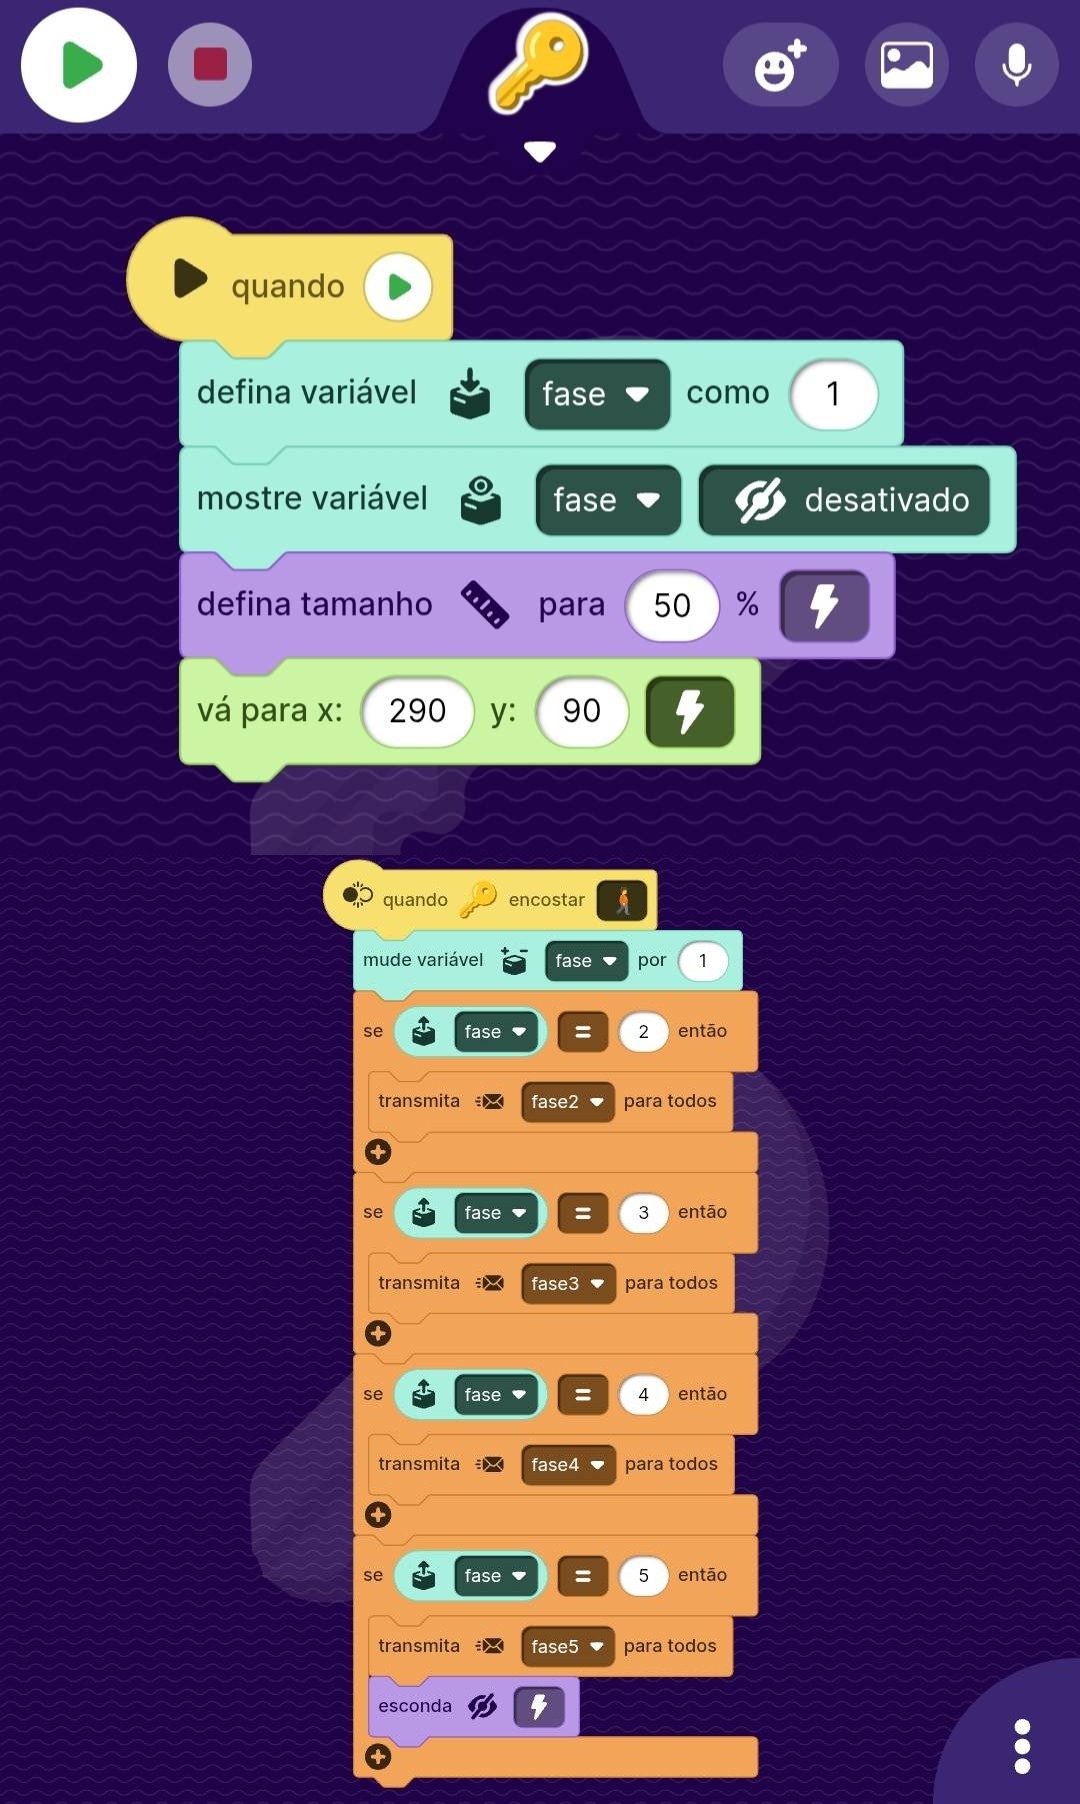 quando
defina variável fase como 1
mostre variável fase desativado
defina tamanho para 50 %
vá para x: 290 y: 90
quando encostar
mude variável fase por 1
se fase = 2 então
transmita fase2 para todos
se fase = 3 então
transmita fase3 para todos
se fase = 4 então
transmita fase4 para todos
se fase = 5 então
transmita fase5 para todos
esconda